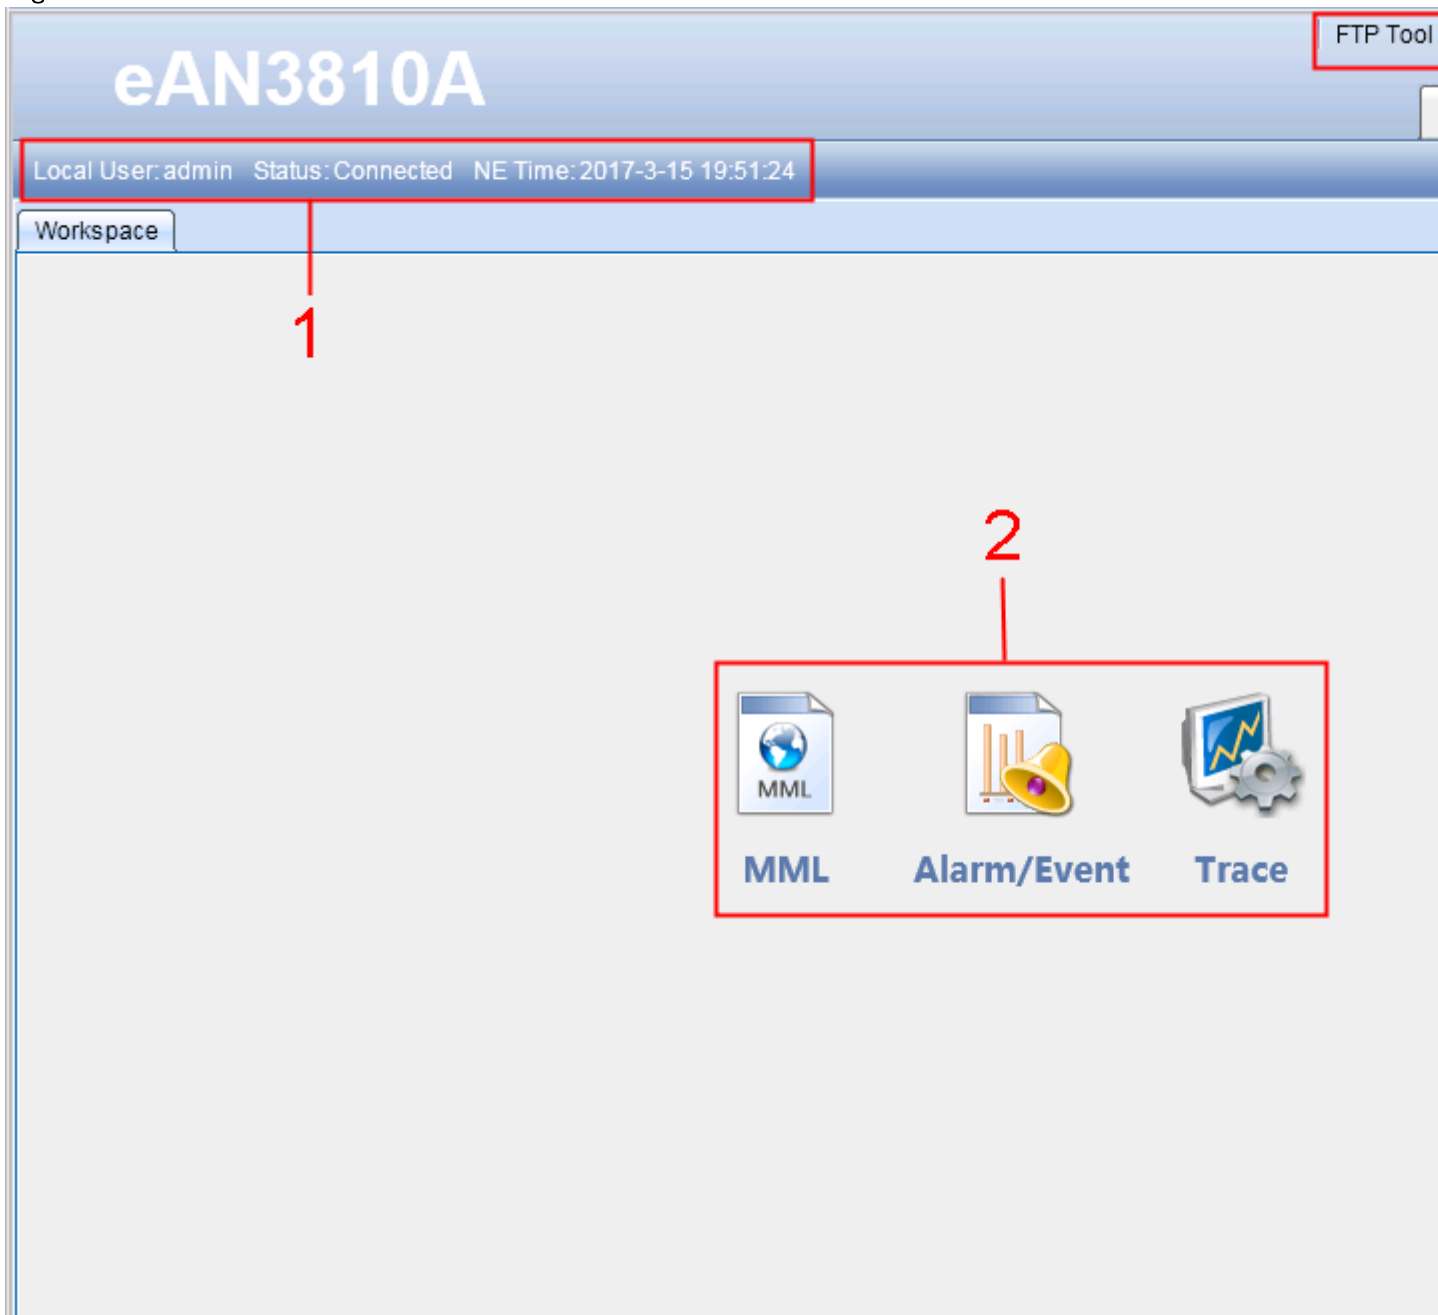 FTP Tool
eAN3810A
Local User:admin Status:Connected NE Time:2017-3-15 19:51:24
Workspace
1
2
MML
MML Alarm/Event Trace